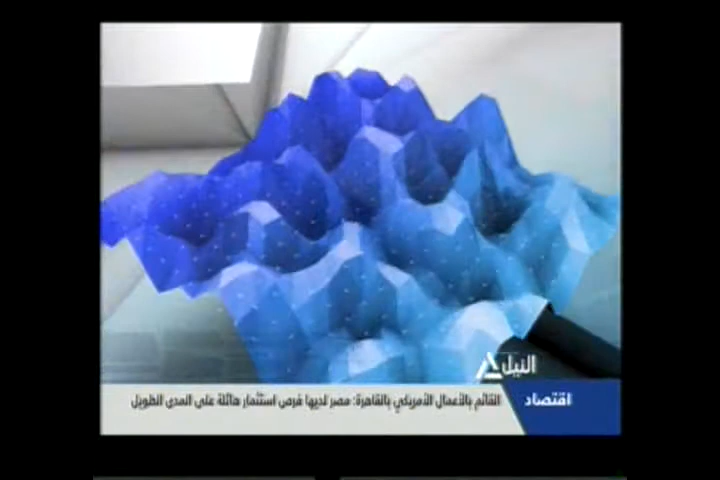 النيل
اقتصاد
القائم بالأعمال الأمريكي بالقاهرة: مصر لديها فرص استثمار هائلة على المدى الطويل